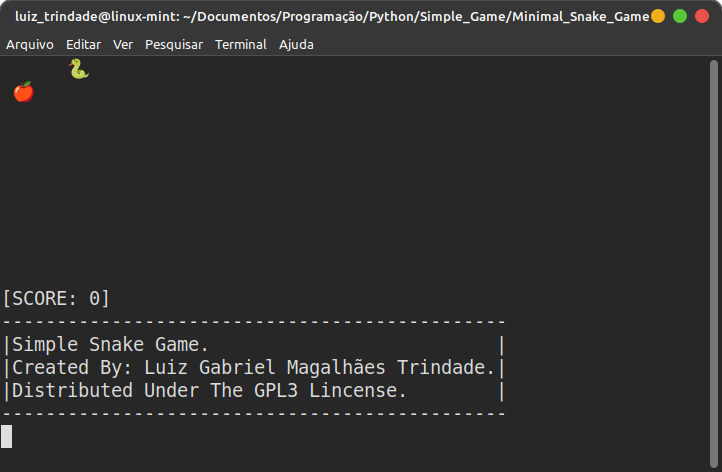 luiz_trindade@linux-mint: ~/Documentos/Programação/Python/Simple_Game/Minimal_Snake_Game
Arquivo Editar Ver Pesquisar Terminal Ajuda
[SCORE: 0]
----------------------------------------------
|Simple Snake Game.                          |
|Created By: Luiz Gabriel Magalhães Trindade.|
|Distributed Under The GPL3 Lincense.        |
----------------------------------------------